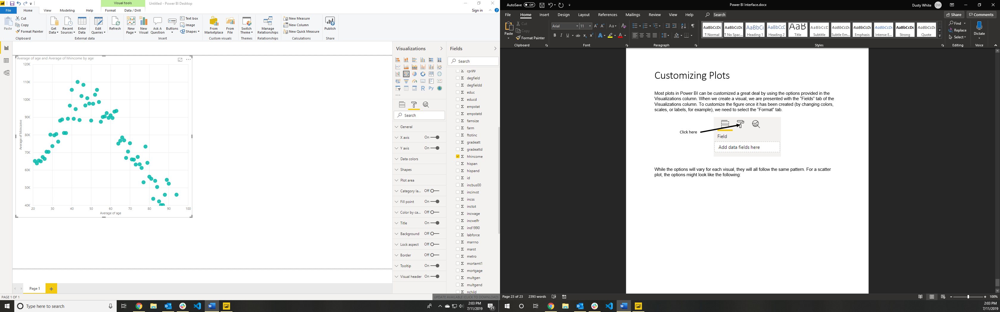 Visual tools
Untitled - Power BI Desktop
File Home View Modeling Help Format Data / Drill
Sign in
Paste
Cut
Copy
Format Painter
Clipboard
Get Data
Recent Sources
Enter Data
Edit Queries
Refresh
External data
New Page
New Visual
Ask A Question
Buttons
Text box
Image
Shapes
Insert
From Marketplace
From File
Custom visuals
Switch Theme
Themes
Manage Relationships
Relationships
New Measure
New Column
New Quick Measure
Calculations
Publish
Share
Average of age and Average of hhincome by age
120K
110K
100K
90K
80K
70K
60K
50K
40K
Average of hhincome
20 30 40 50 60 70 80 90 100
Average of age
Visualizations
R Py
Search
General
X axis On
Y axis On
Data colors
Shapes
Plot area
Category la... Off
Fill point On
Color by ca... Off
Title On
Background Off
Lock aspect Off
Border Off
Tooltip On
Visual header On
Fields
Search
cpi99
degfield
degfieldd
educ
educd
empstat
empstatd
famsize
farm
ftotinc
gradeatt
gradeattd
hhincome
hispan
hispand
id
incbus00
incinvst
incss
inctot
incwage
incwelfr
ind1990
labforce
marrno
marst
metro
mortamt1
mortgage
multgen
multgend
nchild
Page 1
PAGE 1 OF 1
UPDATE AVAILABLE (CLICK TO DOWNLOAD)
Type here to search
2:03 PM
7/11/2019
21
AutoSave Off
Power BI Interface.docx
Dusty White DW
File Home Insert Design Layout References Mailings Review View Help Search
Share Comments
Paste
Cut
Copy
Format Painter
Clipboard
Arial 11
Font
Paragraph
AaBbCcDc ¶ Normal
AaBbCcDc ¶ No Spac...
AaBbCc Heading 1
AaBbCcD Heading 2
AaB Title
AaBbCcD Subtitle
AaBbCcDc Subtle Em...
AaBbCcDc Emphasis
AaBbCcDc Intense E...
AaBbCcDc Strong
AaBbCcDc Quote
Styles
Find
Replace
Select
Editing
Dictate
Voice
Customizing Plots
Most plots in Power BI can be customized a great deal by using the options provided in the
Visualizations column. When we create a visual, we are presented with the “Fields” tab of the
Visualizations column. To customize the figure once it has been created (by changing colors,
scales, or labels, for example), we need to select the “Format” tab.
Click here
Field
Add data fields here
While the options will vary for each visual, they will all follow the same pattern. For a scatter
plot, the options might look like the following:
Page 23 of 23 2393 words
100%
2:03 PM
7/11/2019